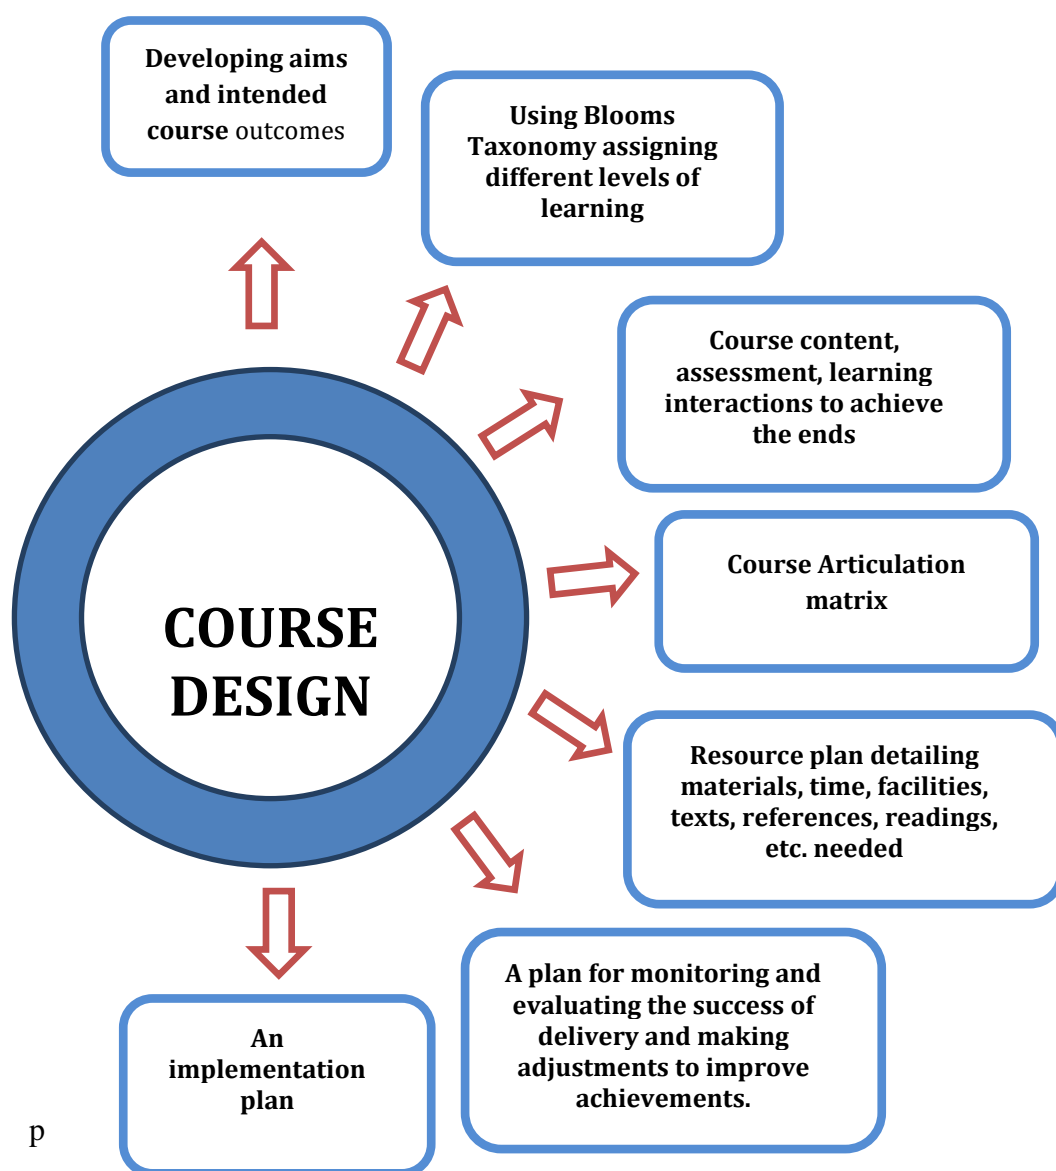 Developing aims
and intended
course outcomes
Using Blooms
Taxonomy assigning
different levels of
learning
Course content,
assessment, learning
interactions to achieve
the ends
Course Articulation
matrix
COURSE
DESIGN
Resource plan detailing
materials, time, facilities,
texts, references, readings,
etc. needed
A plan for monitoring and
evaluating the success of
delivery and making
adjustments to improve
achievements.
An
implementation
plan
p